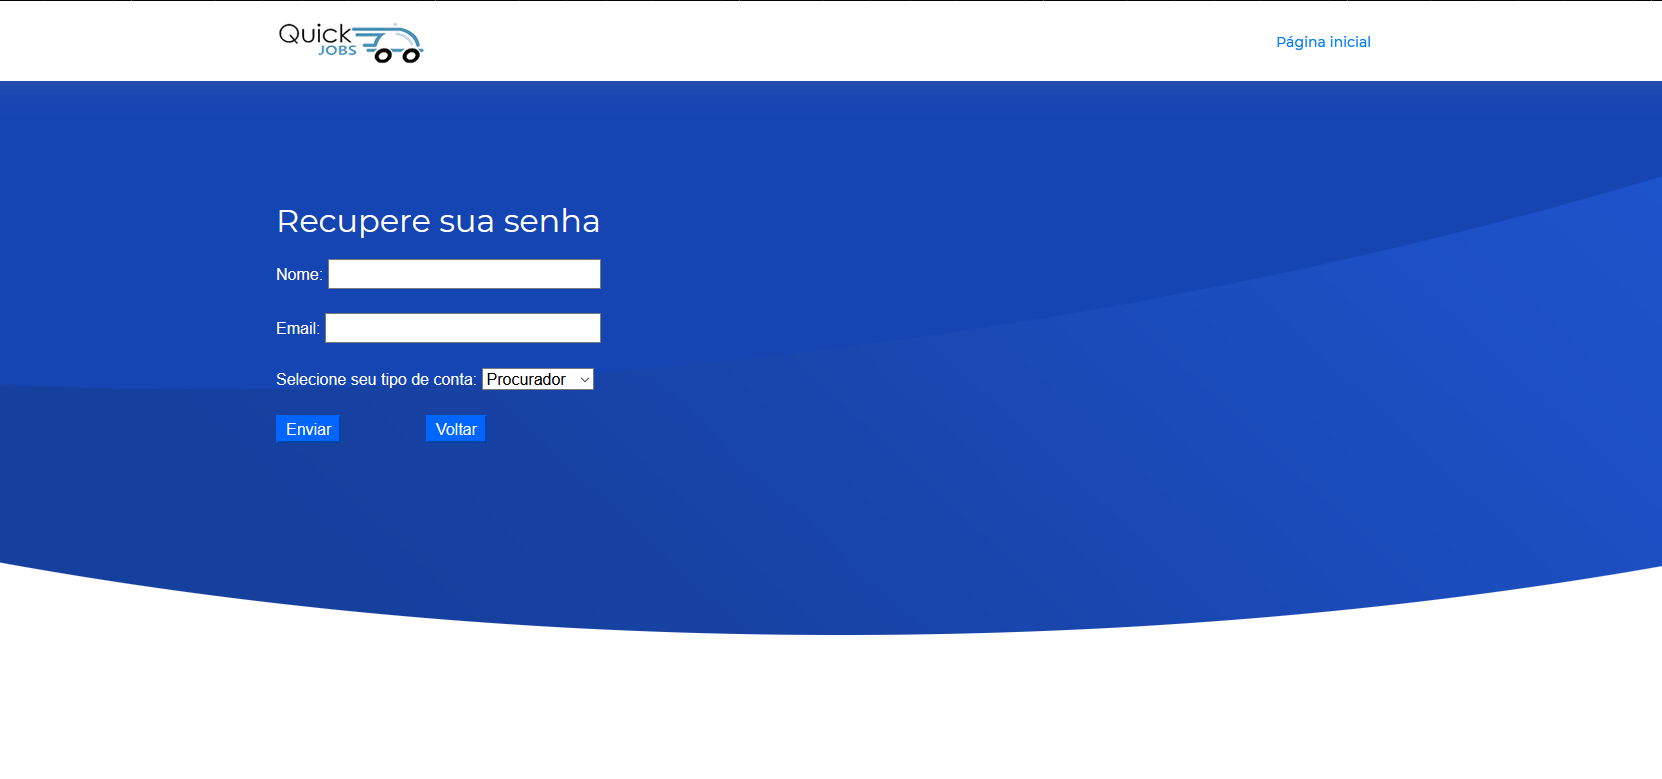 Quick
JOBS
Página inicial
Recupere sua senha
Nome:
Email:
Selecione seu tipo de conta: Procurador
Enviar Voltar